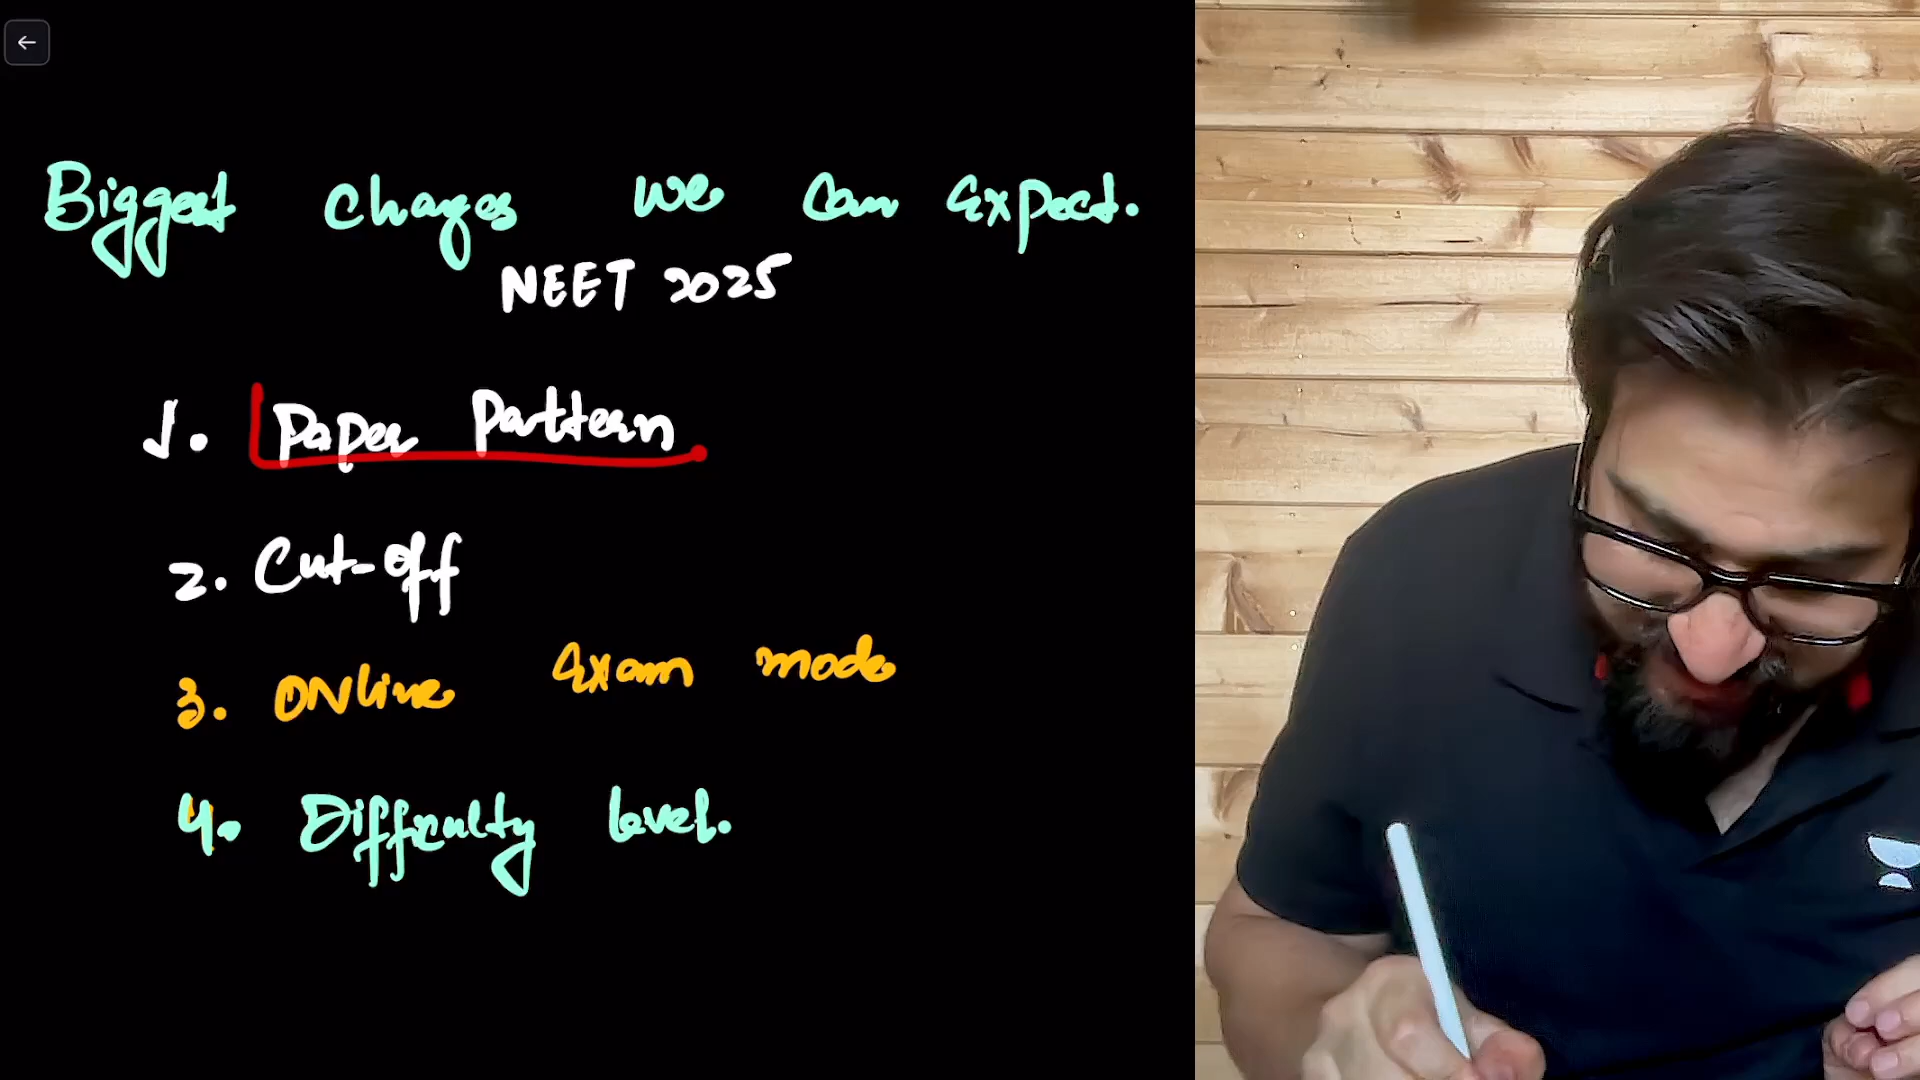 Biggest changes we can expect.
NEET 2025
1. Paper Pattern
2. Cut-off
3. ONline exam mode
4. Difficulty level.